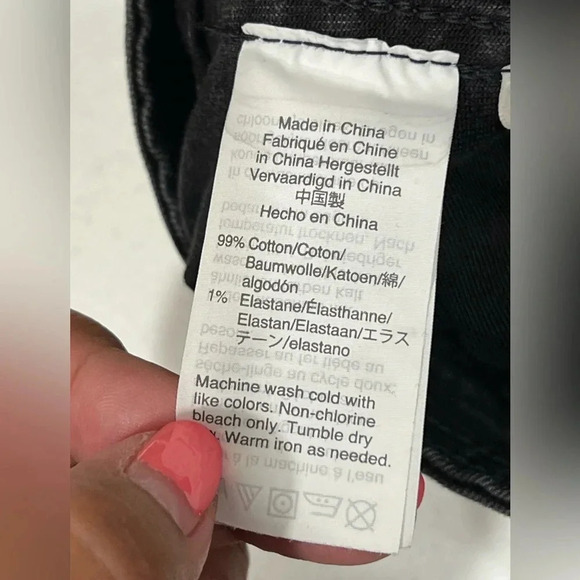 Made in China
Fabriqué en Chine
in China Hergestellt
Vervaardigd in China
中国製
Hecho en China
99% Cotton/Coton/
Baumwolle/Katoen/綿/
algodón
1% Elastane/Élasthanne/
Elastan/Elastaan/エラス
テーン/elastano
Machine wash cold with
like colors. Non-chlorine
bleach only. Tumble dry
Warm iron as needed.